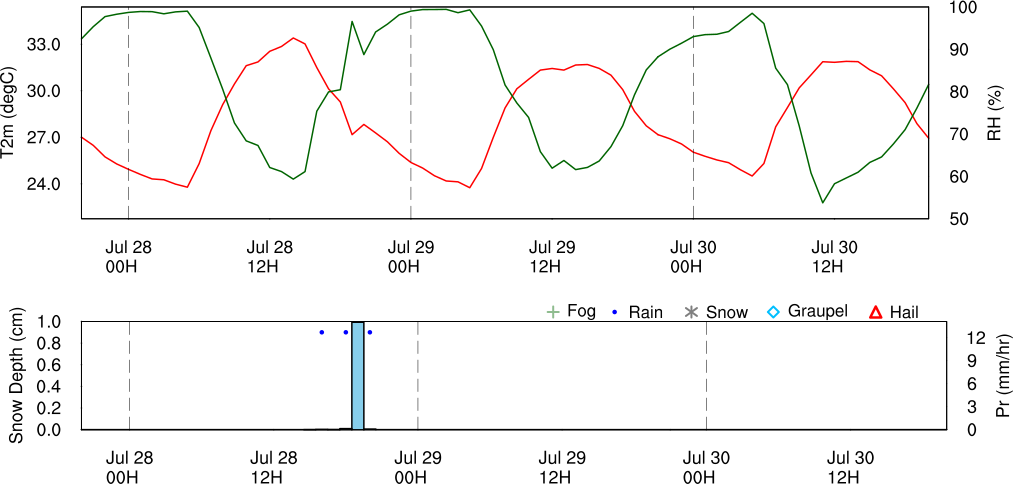 100
33.0
90
30.0
80
27.0
70
24.0
60
50
T2m (degC)
RH (%)
Jul 28 Jul 28 Jul 29 Jul 29 Jul 30 Jul 30
00H 12H 00H 12H 00H 12H
Fog Rain Snow Graupel Hail
1.0
0.8
0.6
0.4
0.2
0.0
Snow Depth (cm)
12
9
6
3
0
Pr (mm/hr)
Jul 28 Jul 28 Jul 29 Jul 29 Jul 30 Jul 30
00H 12H 00H 12H 00H 12H